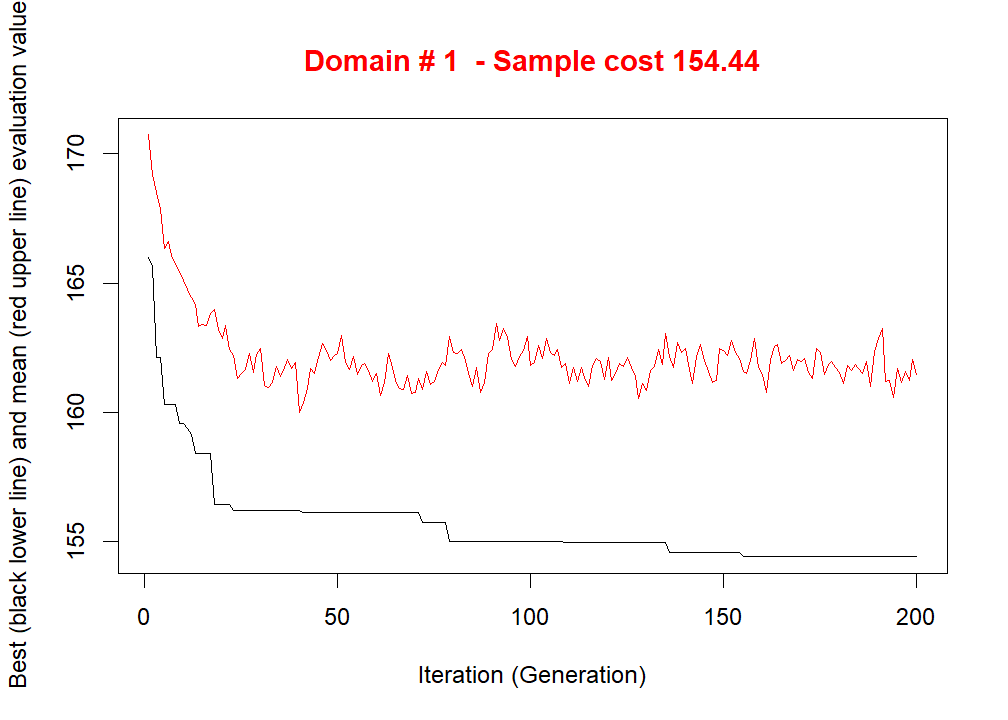 Domain # 1  - Sample cost 154.44
Best (black lower line) and mean (red upper line) evaluation value
170
165
160
155
0 50 100 150 200
Iteration (Generation)